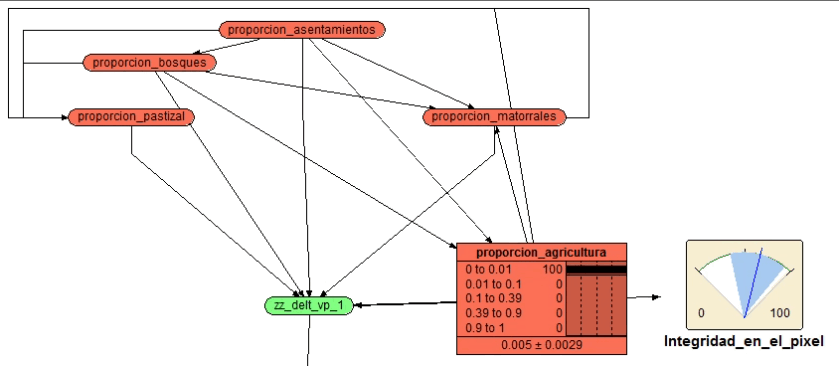 proporcion_asentamientos
proporcion_bosques
proporcion_pastizal
proporcion_matorrales
proporcion_agricultura
0 to 0.01 100
0.01 to 0.1 0
0.1 to 0.39 0
0.39 to 0.9 0
0.9 to 1 0
0.005 ± 0.0029
zz_delt_vp_1
0 100
Integridad_en_el_pixel